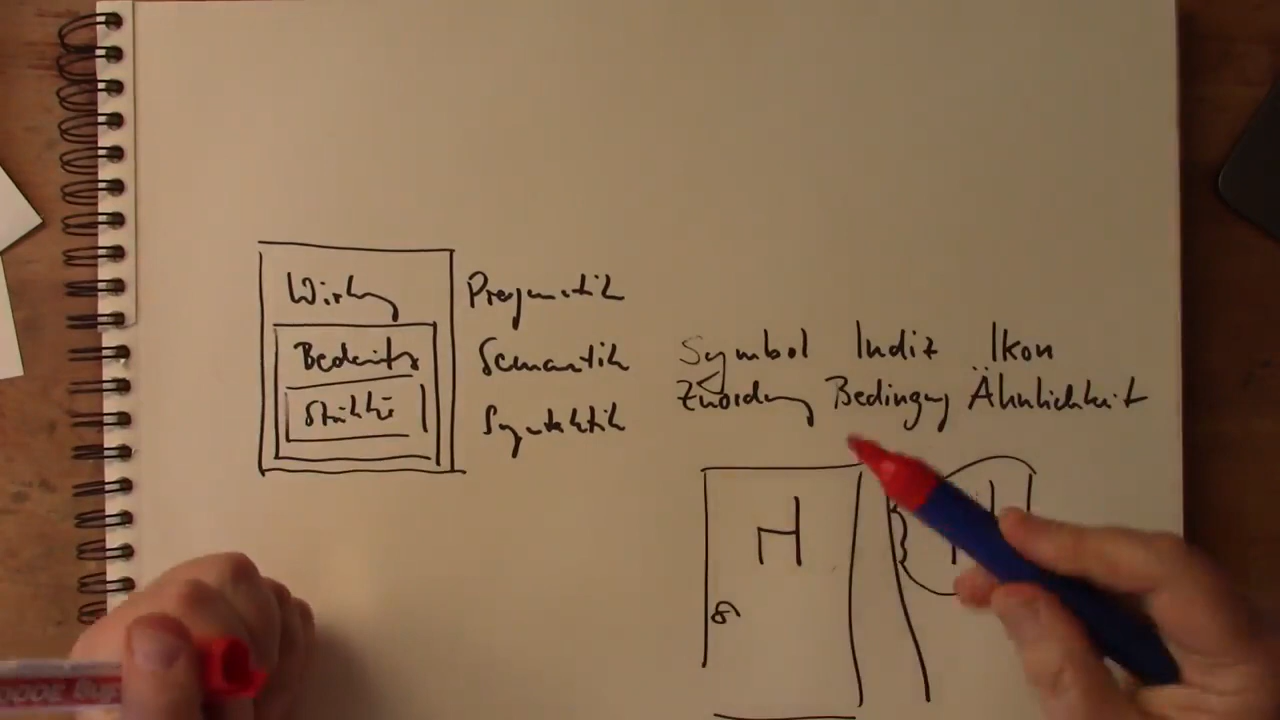 Wirkung Pragmatik
Bedeutung Semantik
Struktur Syntaktik
Symbol Indiz Ikon
Zuordnung Bedingung Ähnlichkeit
H